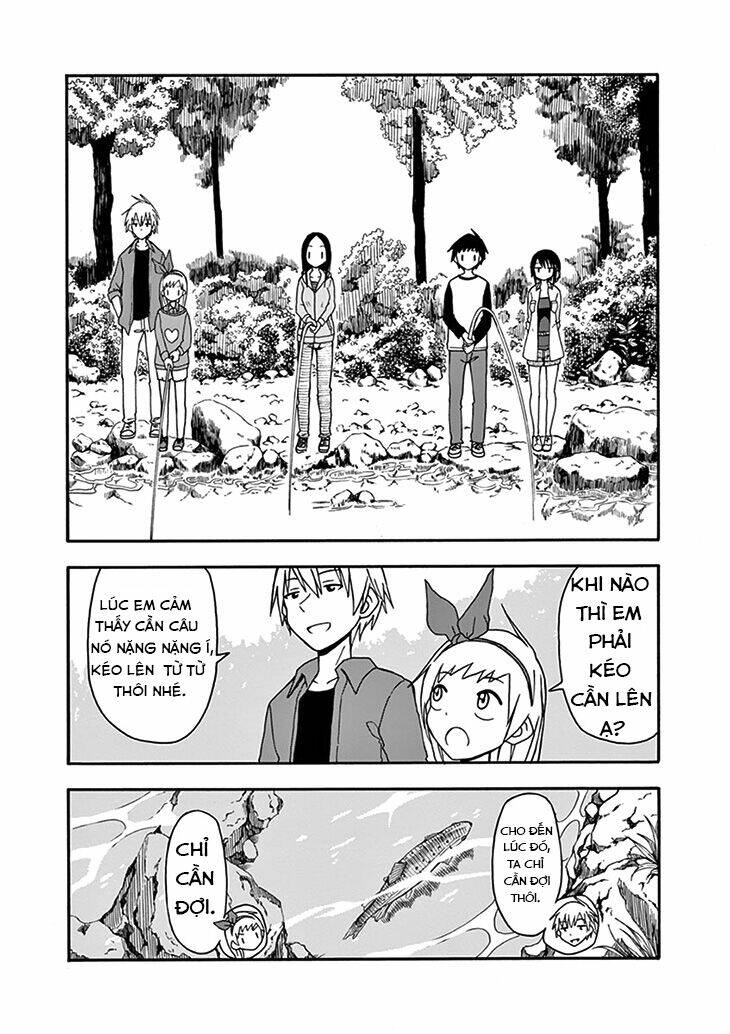 KHI NÀO
THÌ EM
PHẢI
KÉO
CẦN LÊN
Ạ?
LÚC EM CẢM
THẤY CẦN CÂU
NÓ NẶNG NẶNG Í,
KÉO LÊN TỪ TỪ
THÔI NHÉ.
CHO ĐẾN
LÚC ĐÓ,
TA CHỈ
CẦN ĐỢI
THÔI.
CHỈ
CẦN
ĐỢI.